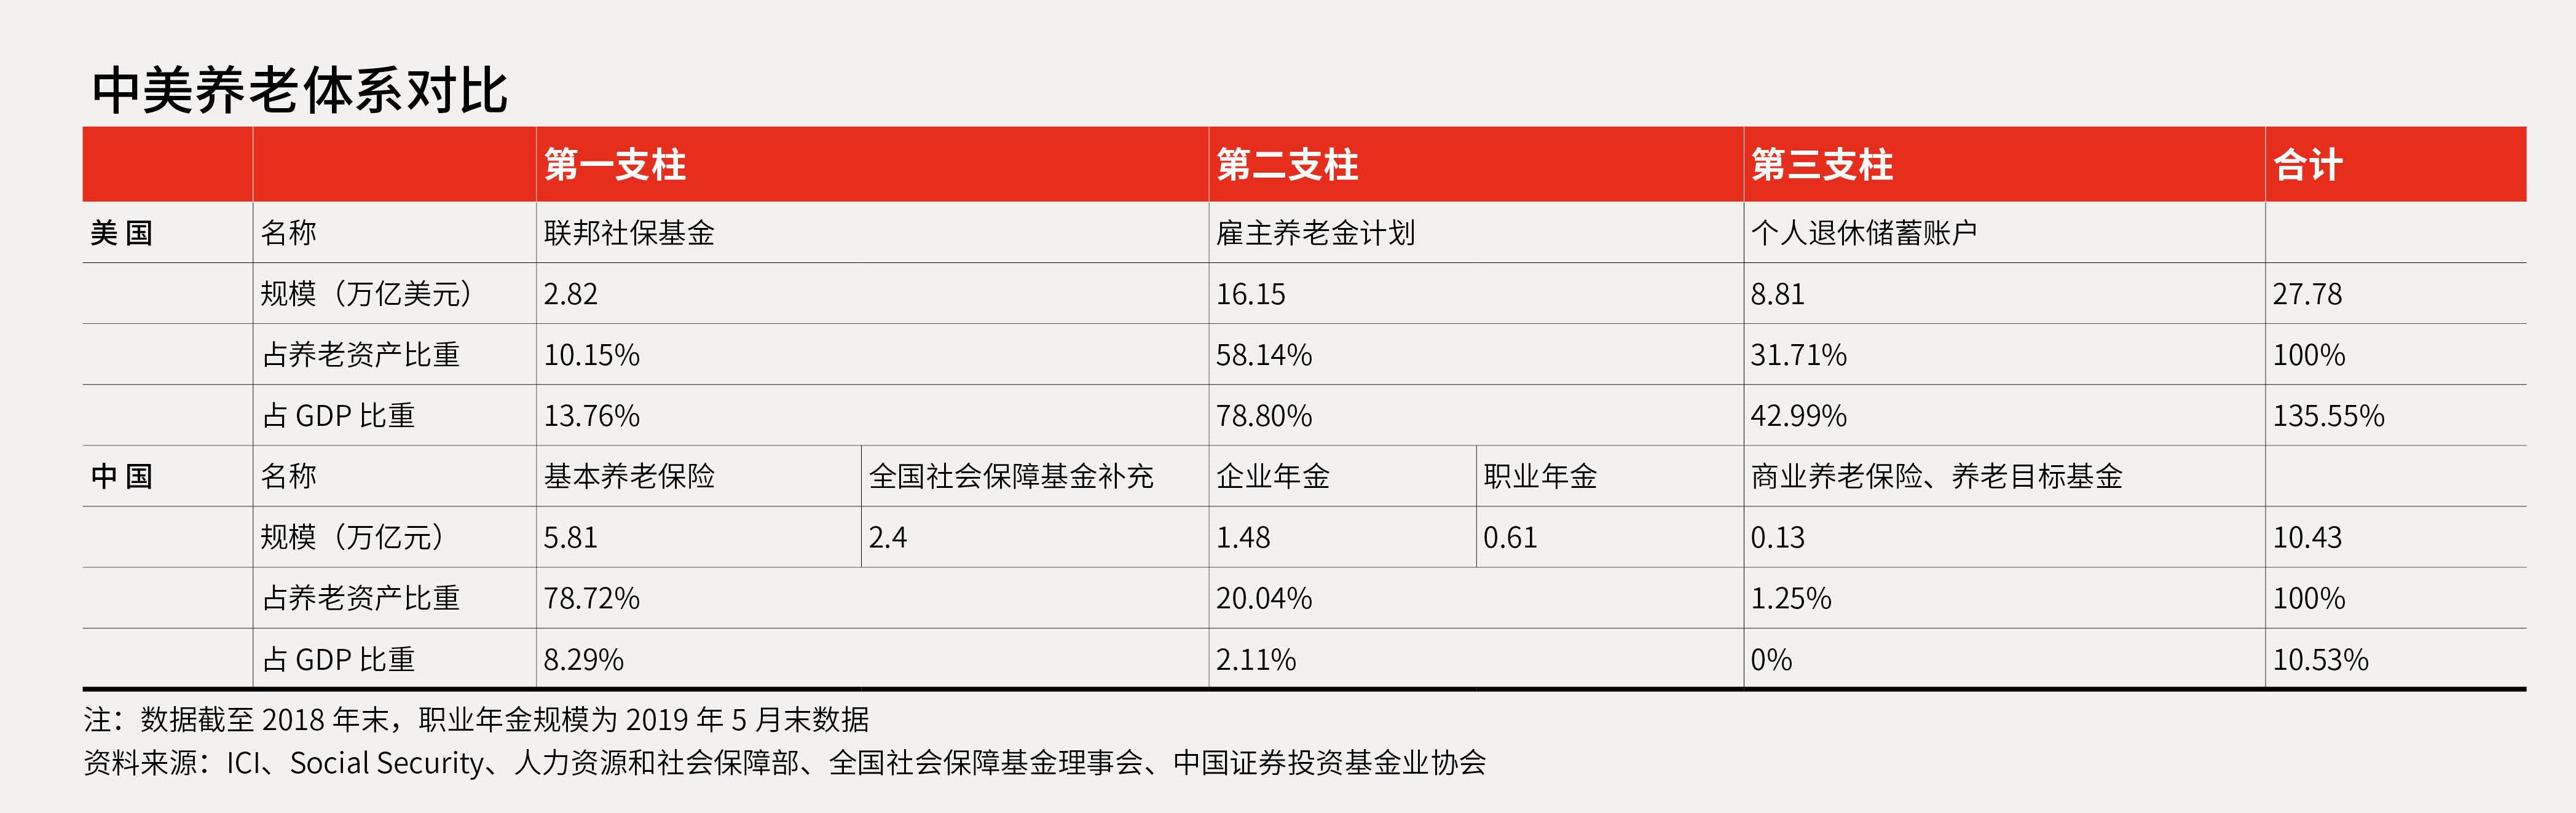 中美养老体系对比
第一支柱 第二支柱 第三支柱 合计
美国 名称 联邦社保基金 雇主养老金计划 个人退休储蓄账户
规模（万亿美元） 2.82 16.15 8.81 27.78
占养老资产比重 10.15% 58.14% 31.71% 100%
占 GDP 比重 13.76% 78.80% 42.99% 135.55%
中国 名称 基本养老保险 全国社会保障基金补充 企业年金 职业年金 商业养老保险、养老目标基金
规模（万亿元） 5.81 2.4 1.48 0.61 0.13 10.43
占养老资产比重 78.72% 20.04% 1.25% 100%
占 GDP 比重 8.29% 2.11% 0% 10.53%
注：数据截至 2018 年末，职业年金规模为 2019 年 5 月末数据
资料来源：ICI、Social Security、人力资源和社会保障部、全国社会保障基金理事会、中国证券投资基金业协会